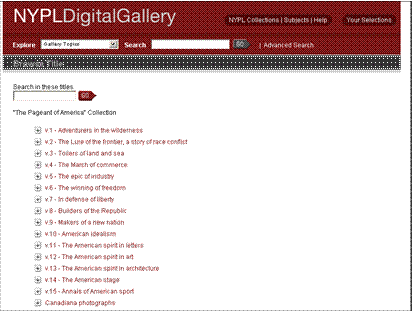 NYPLDigitalGallery
NYPL Collections | Subjects | Help
Your Selections
Explore Gallery Topical Search GO | Advanced Search
Browse Title
Search in these titles.
GO
"The Pageant of America" Collection
v.1 - Adventurers in the wilderness
v.2 - The Lure of the frontier, a story of race conflict
v.3 - Toilers of land and sea
v.4 - The March of commerce
v.5 - The epic of industry
v.6 - The winning of freedom
v.7 - In defense of liberty
v.8 - Builders of the Republic
v.9 - Makers of a new nation
v.10 - American idealism
v.11 - The American spirit in letters
v.12 - The American spirit in art
v.13 - The American spirit in architecture
v.14 - The American stage
v.15 - Annals of American sport
Canadiana photographs